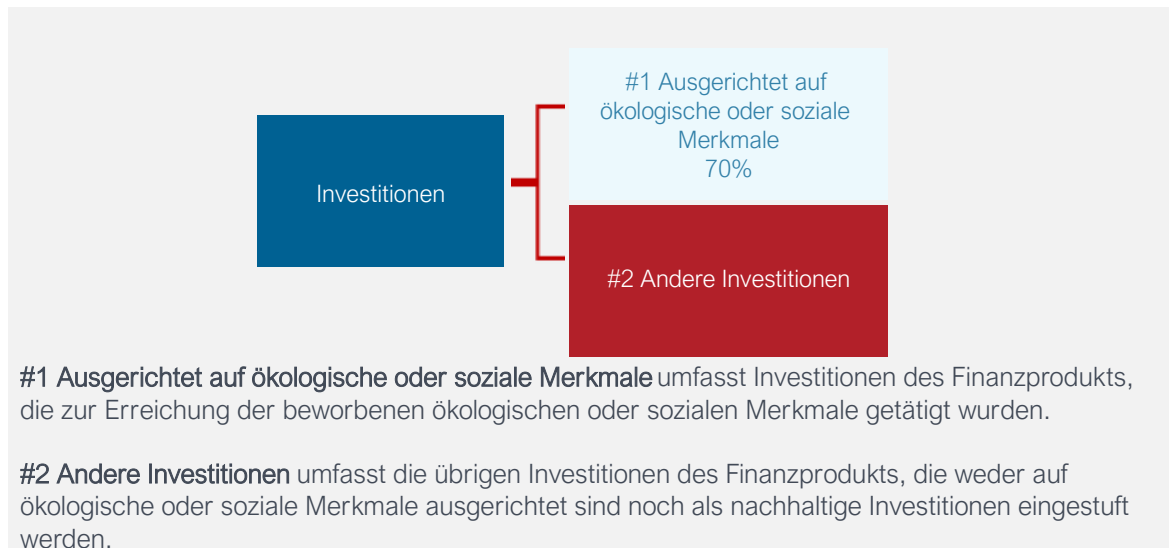 #1 Ausgerichtet auf
ökologische oder soziale
Merkmale
70%
Investitionen
#2 Andere Investitionen
#1 Ausgerichtet auf ökologische oder soziale Merkmale umfasst Investitionen des Finanzprodukts,
die zur Erreichung der beworbenen ökologischen oder sozialen Merkmale getätigt wurden.
#2 Andere Investitionen umfasst die übrigen Investitionen des Finanzprodukts, die weder auf
ökologische oder soziale Merkmale ausgerichtet sind noch als nachhaltige Investitionen eingestuft
werden.